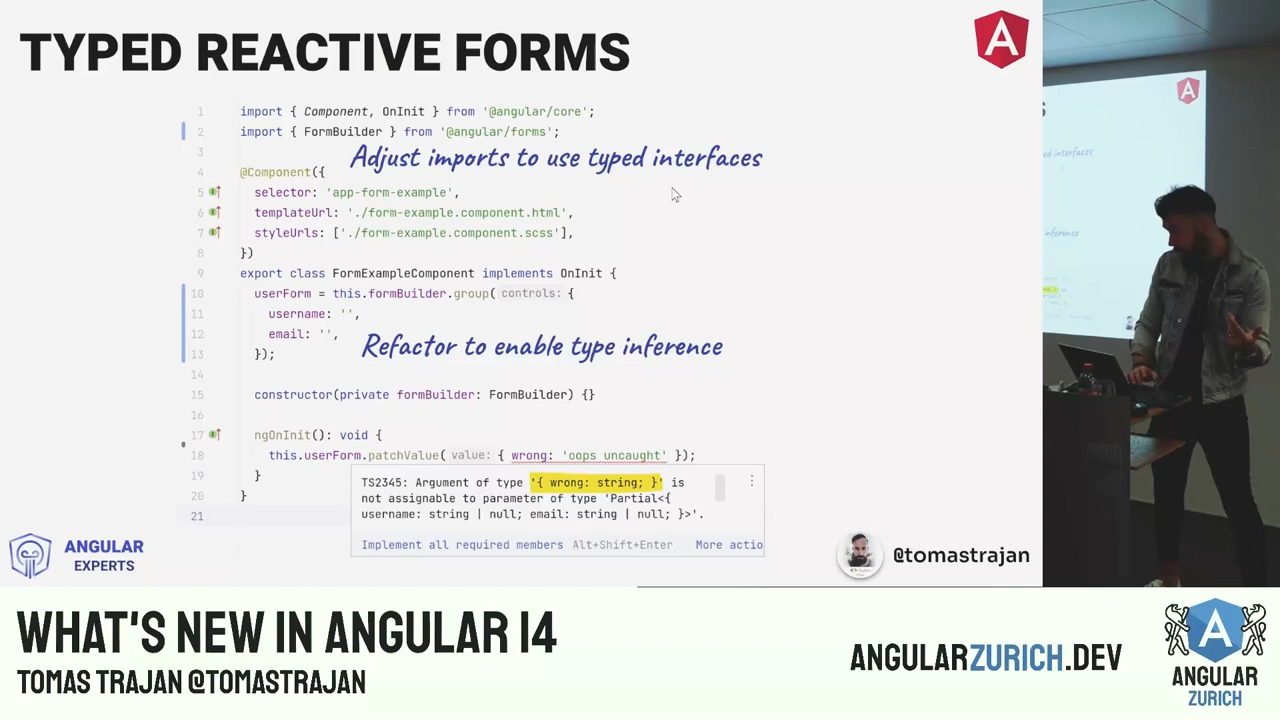 TYPED REACTIVE FORMS
1 import { Component, OnInit } from '@angular/core';
2 import { FormBuilder } from '@angular/forms';
3
Adjust imports to use typed interfaces
4 @Component({
5 selector: 'app-form-example',
6 templateUrl: './form-example.component.html',
7 styleUrls: ['./form-example.component.scss'],
8 })
9 export class FormExampleComponent implements OnInit {
10 userForm = this.formBuilder.group( controls: {
11 username: '',
12 email: '',
Refactor to enable type inference
13 });
14
15 constructor(private formBuilder: FormBuilder) {}
16
17 ngOnInit(): void {
18 this.userForm.patchValue( value: { wrong: 'oops uncaught' });
19 }
20 }
21
TS2345: Argument of type '{ wrong: string; }' is
not assignable to parameter of type 'Partial<{
username: string | null; email: string | null; }>'.
Implement all required members Alt+Shift+Enter More actio
ANGULAR
EXPERTS
@tomastrajan
A
S
interfaces
inference
WHAT'S NEW IN ANGULAR 14
TOMAS TRAJAN @TOMASTRAJAN
ANGULARZURICH.DEV
A
ANGULAR
ZURICH